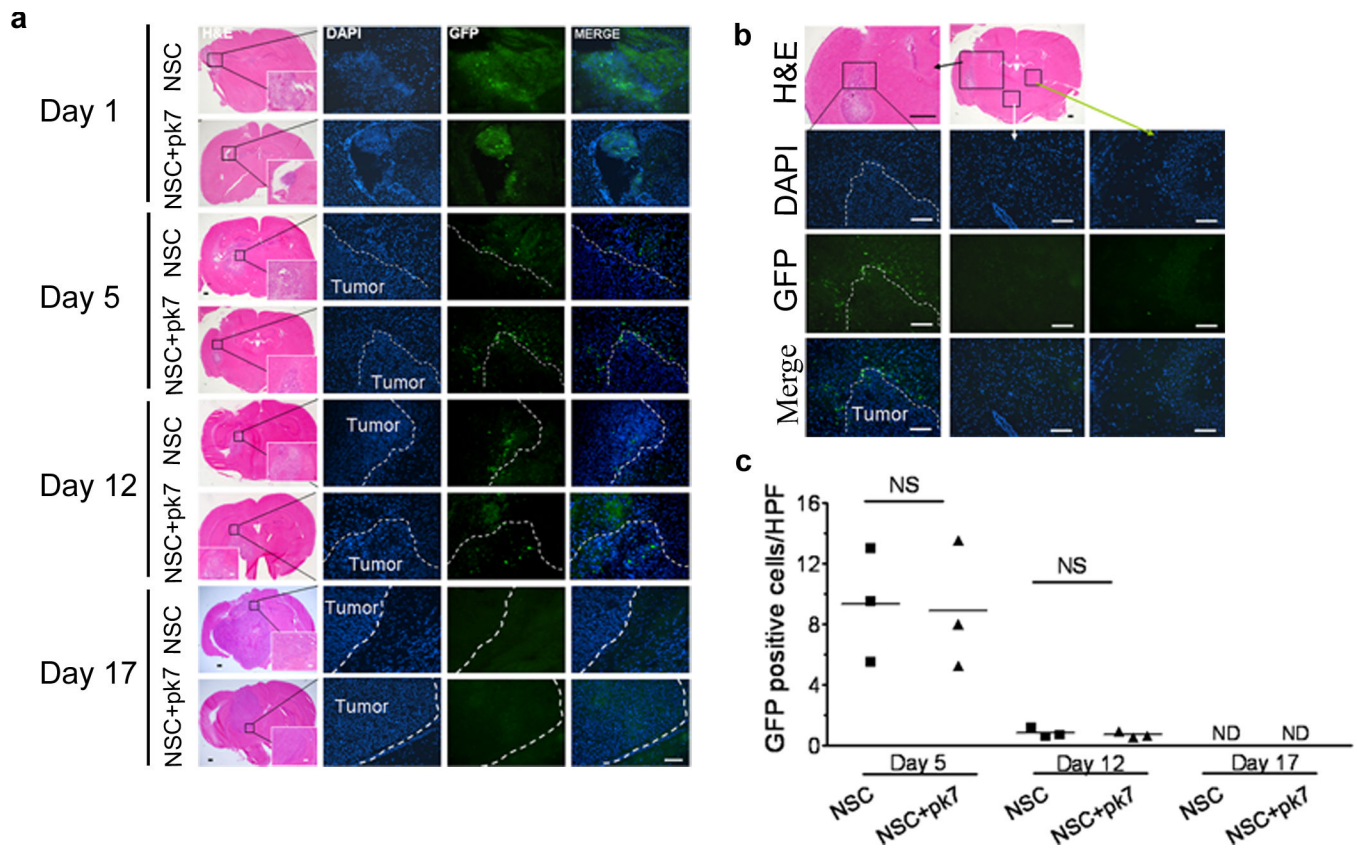 a
H&E DAPI GFP MERGE
Day 1
NSC
NSC+pk7
Day 5
NSC
Tumor
NSC+pk7
Tumor
Day 12
NSC
Tumor
NSC+pk7
Tumor
Day 17
NSC
Tumor
NSC+pk7
Tumor
b
H&E
DAPI
GFP
Merge
Tumor
c
GFP positive cells/HPF
16
12
8
4
0
NS
NS
ND ND
Day 5 Day 12 Day 17
NSC NSC+pk7 NSC NSC+pk7 NSC NSC+pk7